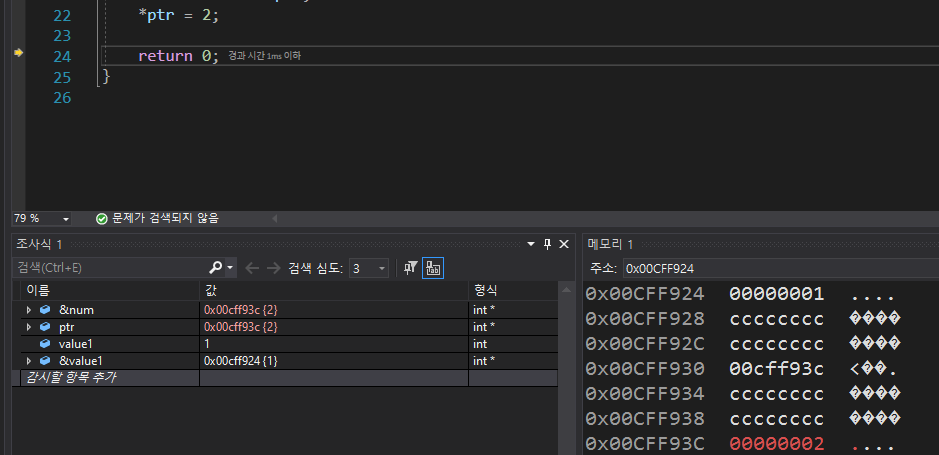 22 *ptr = 2;
23
24 return 0; 경과 시간 1ms 이하
25 }
26
79 % 문제가 검색되지 않음
조사식 1
검색(Ctrl+E) 검색 심도: 3
이름 값 형식
&num 0x00cff93c {2} int *
ptr 0x00cff93c {2} int *
value1 1 int
&value1 0x00cff924 {1} int *
감시할 항목 추가
메모리 1
주소: 0x00CFF924
0x00CFF924 00000001 ....
0x00CFF928 cccccccc ����
0x00CFF92C cccccccc ����
0x00CFF930 00cff93c <��.
0x00CFF934 cccccccc ����
0x00CFF938 cccccccc ����
0x00CFF93C 00000002 ....